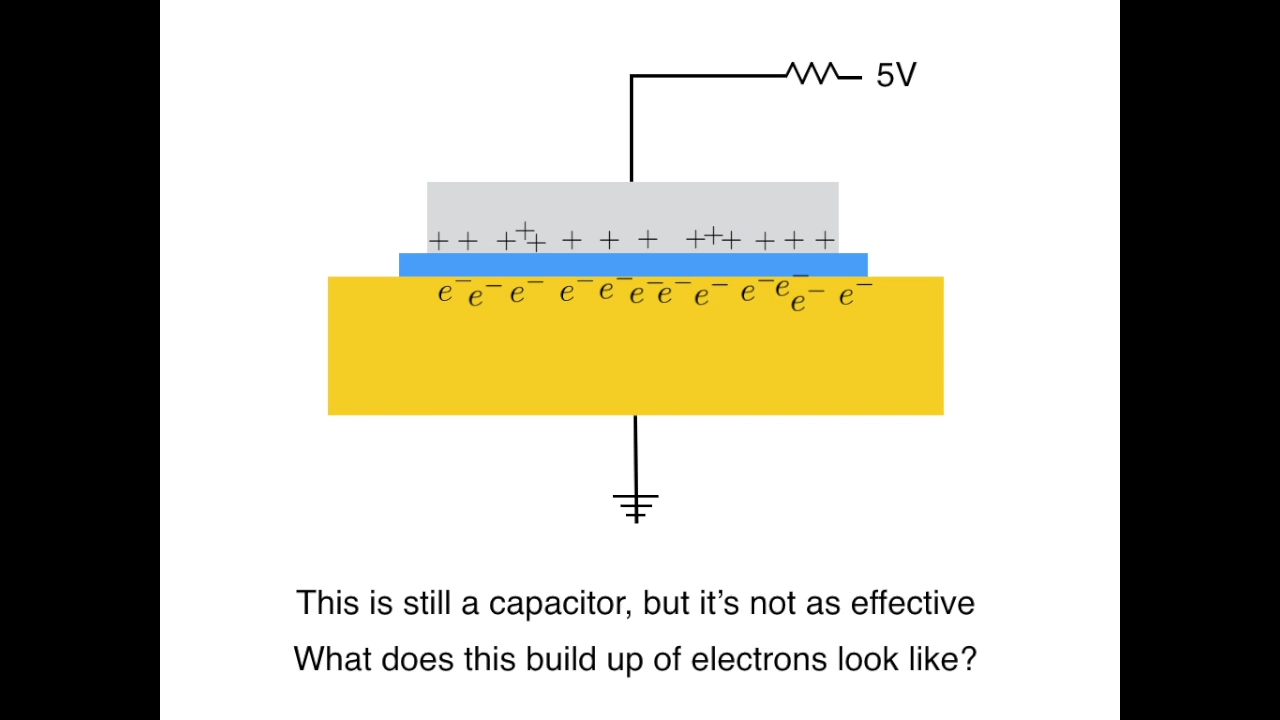 5V
+ + + + + + + + + + + + + +
e⁻ e⁻ e⁻ e⁻ e⁻ e⁻ e⁻ e⁻ e⁻ e⁻ e⁻ e⁻
This is still a capacitor, but it’s not as effective
What does this build up of electrons look like?